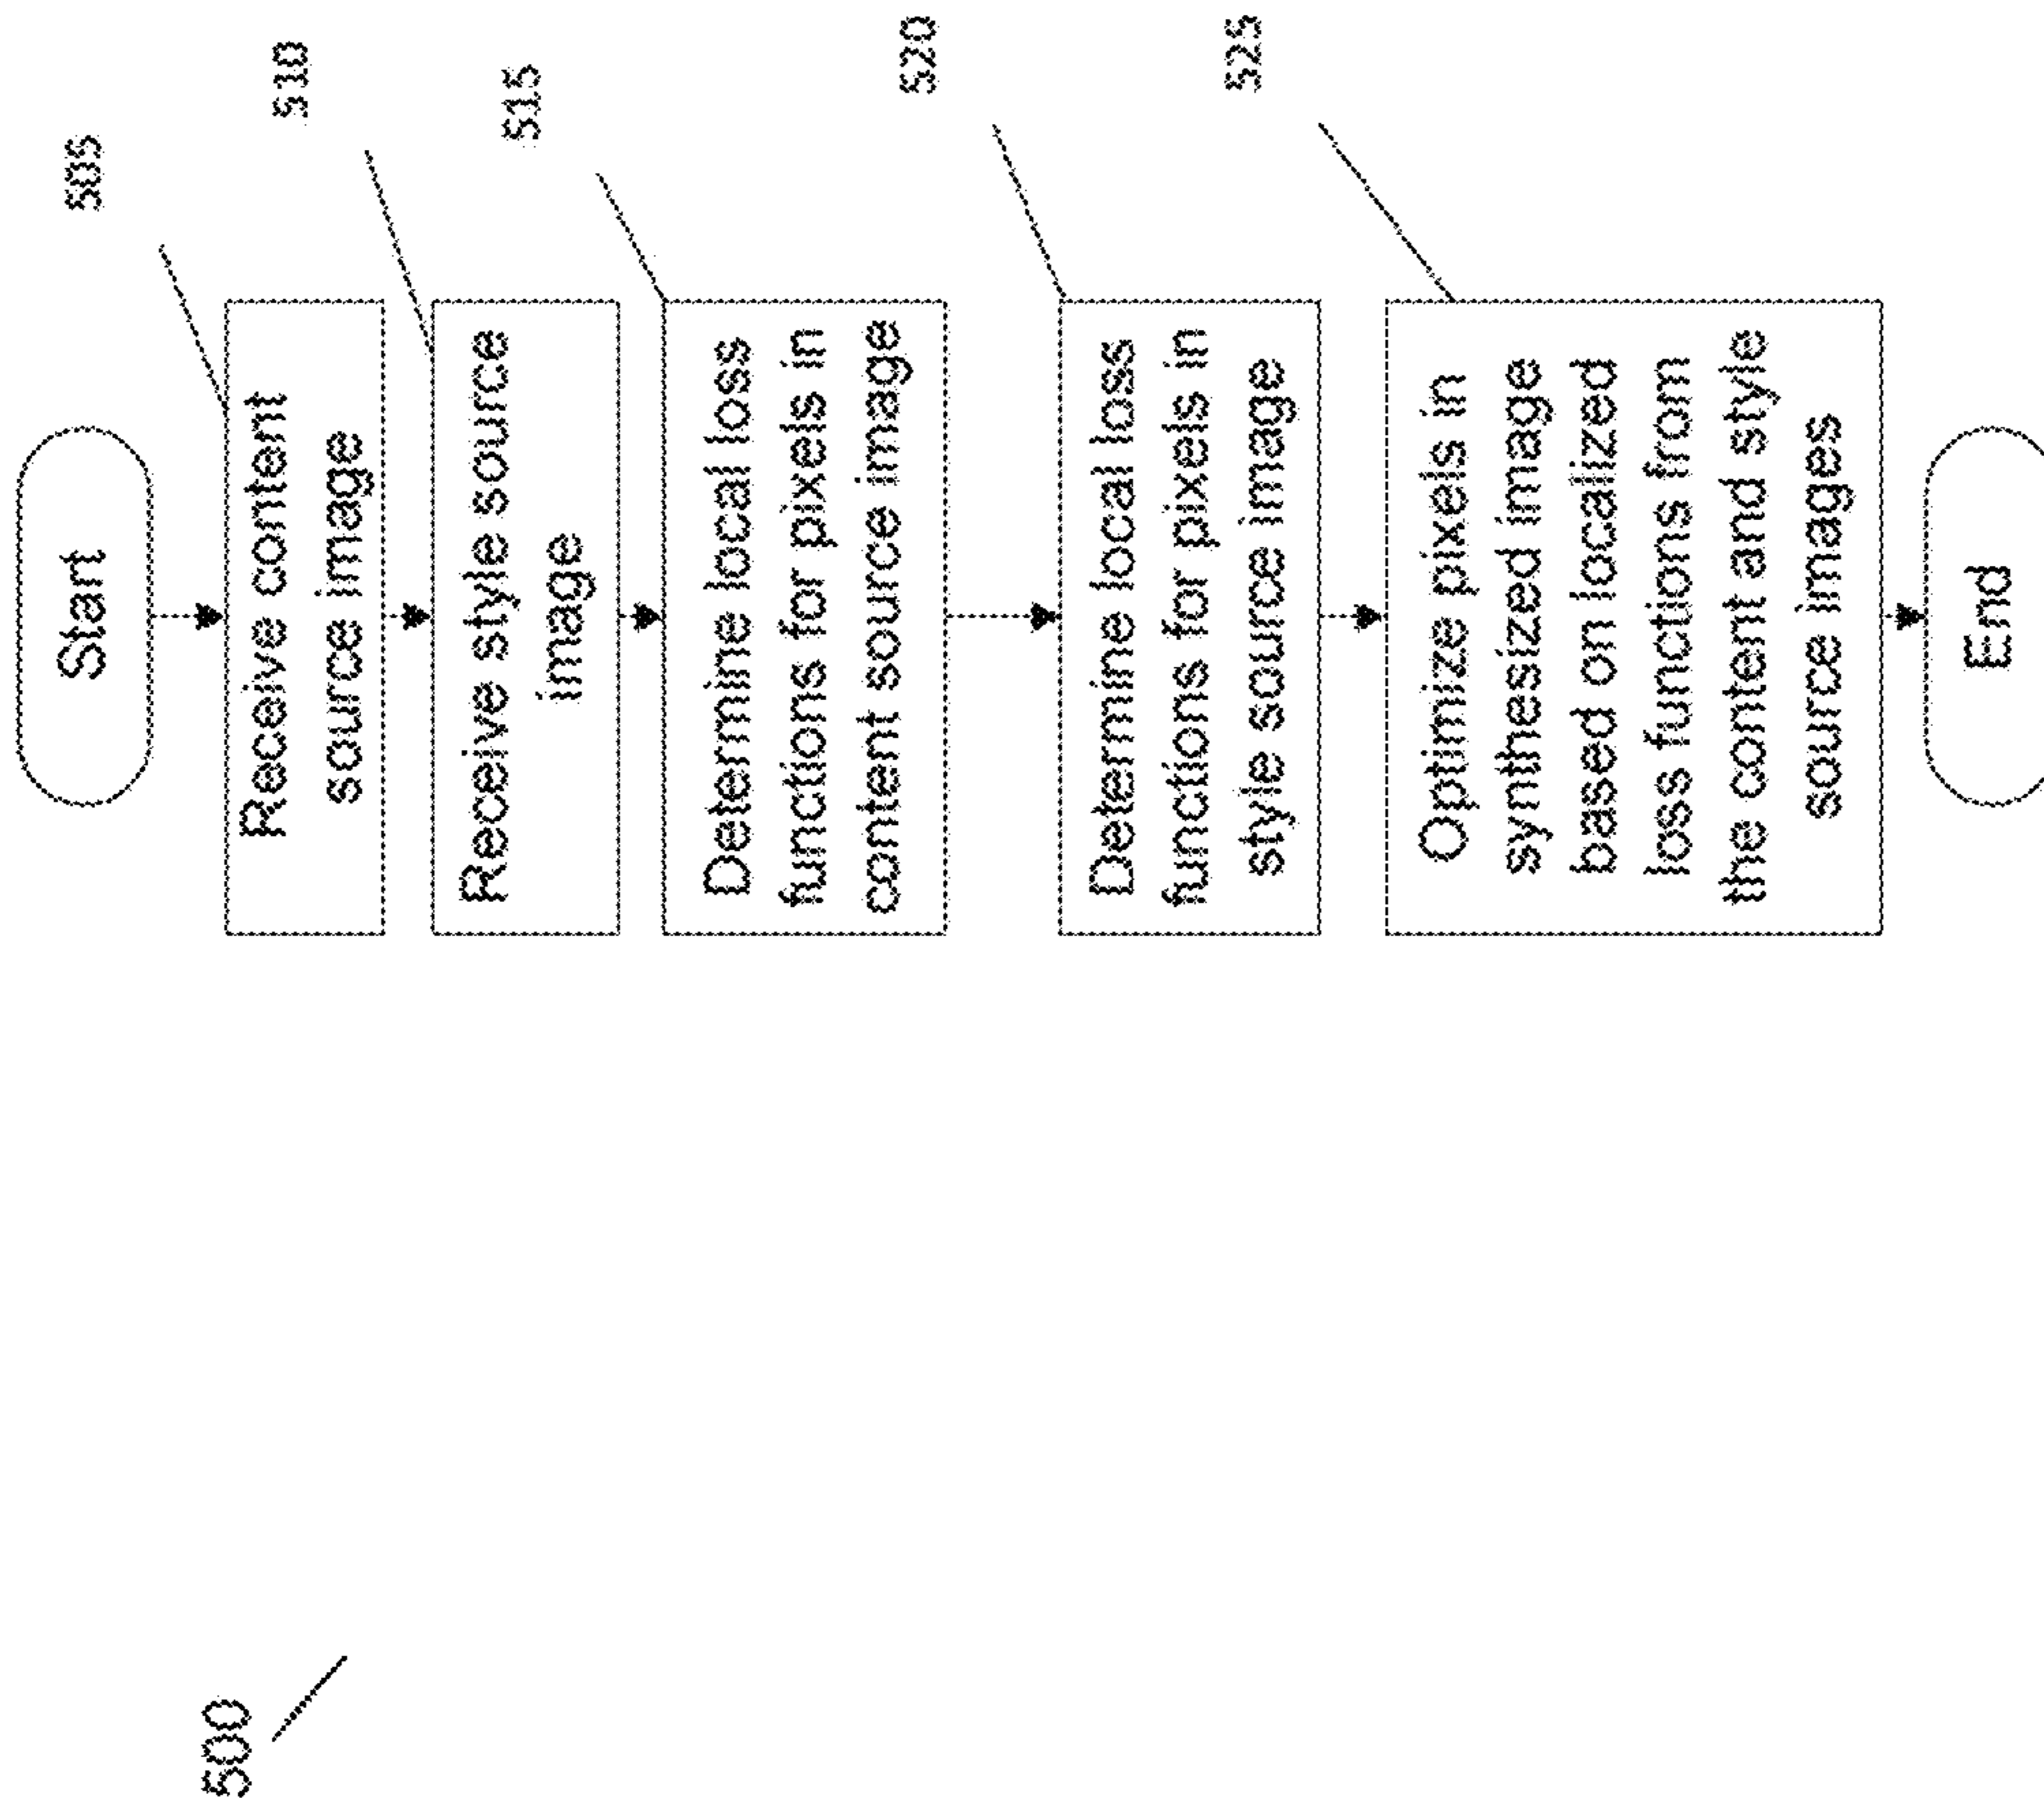 500
Start
505
Receive content
source image
510
Receive style source
image
515
Determine local loss
functions for pixels in
content source image
520
Determine local loss
functions for pixels in
style source image
525
Optimize pixels in
synthesized image
based on localized
loss functions from
the content and style
source images
End